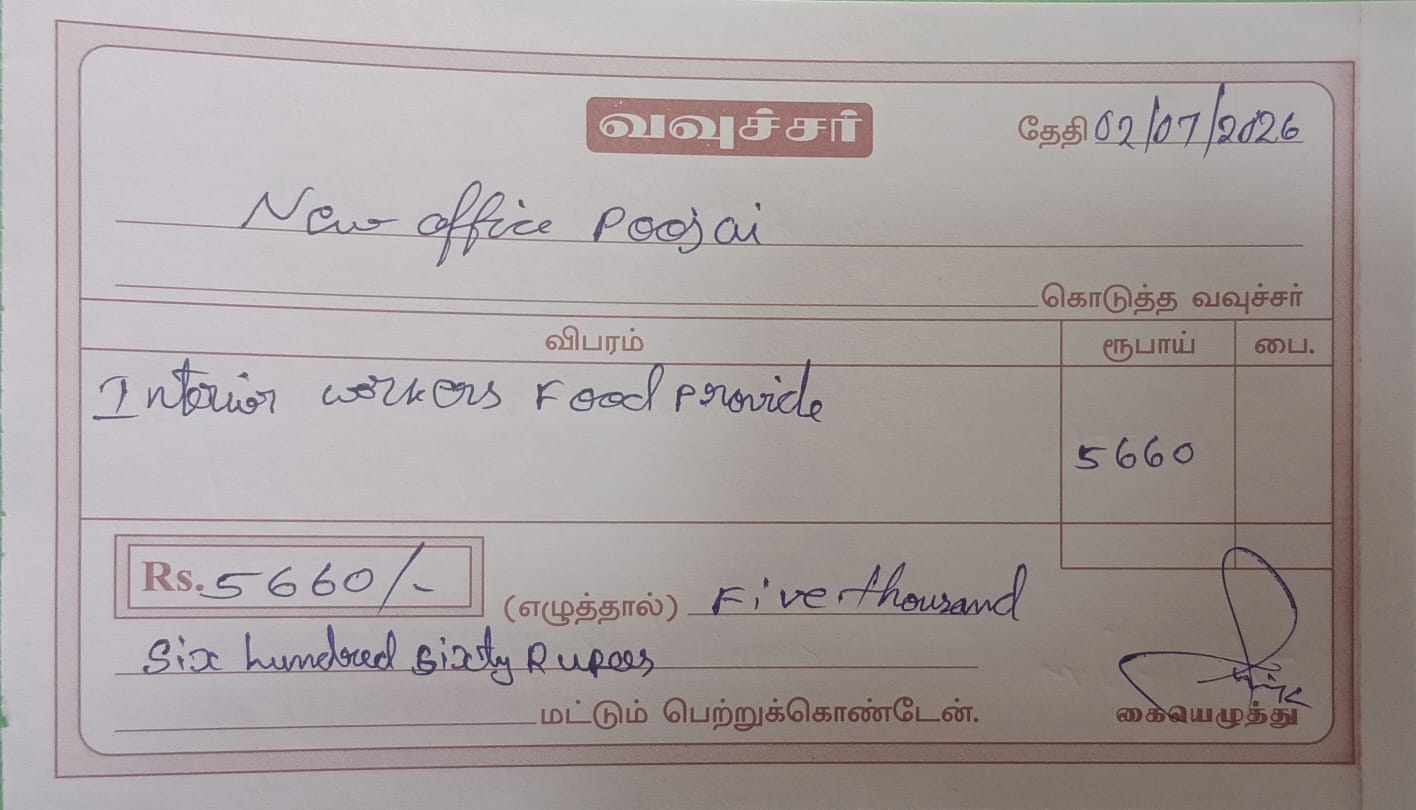 வவுச்சர்
தேதி 02/07/2026
New office Poojai
கொடுத்த வவுச்சர்
விபரம் ரூபாய் பை.
Interior workers Food provide
5660
Rs. 5660/-
(எழுத்தால்) Five thousand
Six hundred sixty Rupees
மட்டும் பெற்றுக்கொண்டேன்.
கையெழுத்து